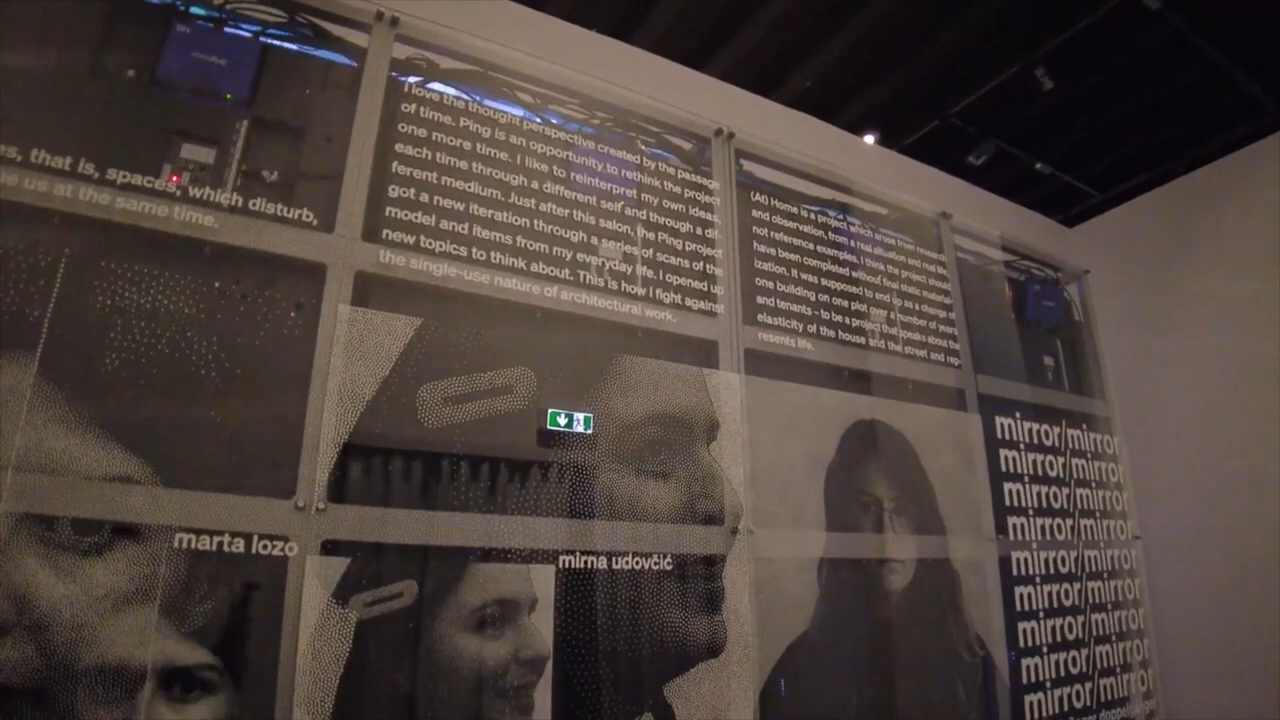 es, that is, spaces, which disturb,
us at the same time.
I love the thought perspective created by the passage
of time. Ping is an opportunity to rethink the project
one more time. I like to reinterpret my own ideas,
each time through a different self and through a dif-
ferent medium. Just after this salon, the Ping project
got a new iteration through a series of scans of the
model and items from my everyday life. I opened up
new topics to think about. This is how I fight against
the single-use nature of architectural work.
(At) Home is a project which arose from research
and observation, from a real situation and real life,
not reference examples. I think the project should
have been completed without final static material-
ization. It was supposed to end up as a change of
one building on one plot over a number of years
and tenants – to be a project that speaks about the
elasticity of the house and the street and rep-
resents life.
marta lozo
mirna udovčić
mirror/mirror
mirror/mirror
mirror/mirror
mirror/mirror
mirror/mirror
mirror/mirror
mirror/mirror
mirror/mirror
mirror/mirror